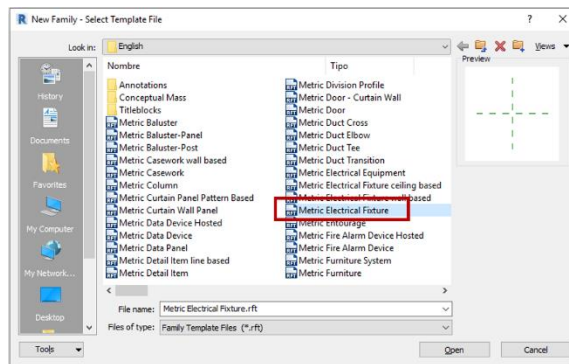 R New Family - Select Template File ? X
Look in: English Views
Nombre Tipo Preview
Annotations
Conceptual Mass
Titleblocks
Metric Baluster
Metric Baluster-Panel
Metric Baluster-Post
Metric Casework wall based
Metric Casework
Metric Column
Metric Curtain Panel Pattern Based
Metric Curtain Wall Panel
Metric Data Device Hosted
Metric Data Device
Metric Data Panel
Metric Detail Item line based
Metric Detail Item
Metric Division Profile
Metric Door - Curtain Wall
Metric Door
Metric Duct Cross
Metric Duct Elbow
Metric Duct Tee
Metric Duct Transition
Metric Electrical Equipment
Metric Electrical Fixture ceiling based
Metric Electrical Fixture wall based
Metric Electrical Fixture
Metric Entourage
Metric Fire Alarm Device Hosted
Metric Fire Alarm Device
Metric Furniture System
Metric Furniture
History
Documents
Favorites
My Computer
My Network...
Desktop
File name: Metric Electrical Fixture.rft
Files of type: Family Template Files (*.rft)
Tools Open Cancel